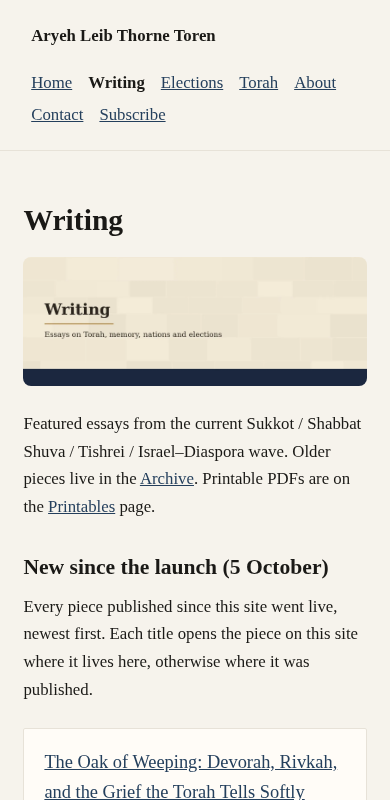 Aryeh Leib Thorne Toren
Home Writing Elections Torah About
Contact Subscribe
Writing
Writing
Essays on Torah, memory, nations and elections
Featured essays from the current Sukkot / Shabbat
Shuva / Tishrei / Israel–Diaspora wave. Older
pieces live in the Archive. Printable PDFs are on
the Printables page.
New since the launch (5 October)
Every piece published since this site went live,
newest first. Each title opens the piece on this site
where it lives here, otherwise where it was
published.
The Oak of Weeping: Devorah, Rivkah,
and the Grief the Torah Tells Softly